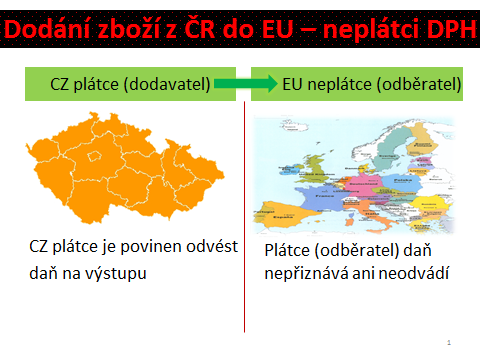 Dodání zboží z ČR do EU – neplátci DPH
CZ plátce (dodavatel)
EU neplátce (odběratel)
CZ plátce je povinen odvést
daň na výstupu
Plátce (odběratel) daň
nepřiznává ani neodvádí
1